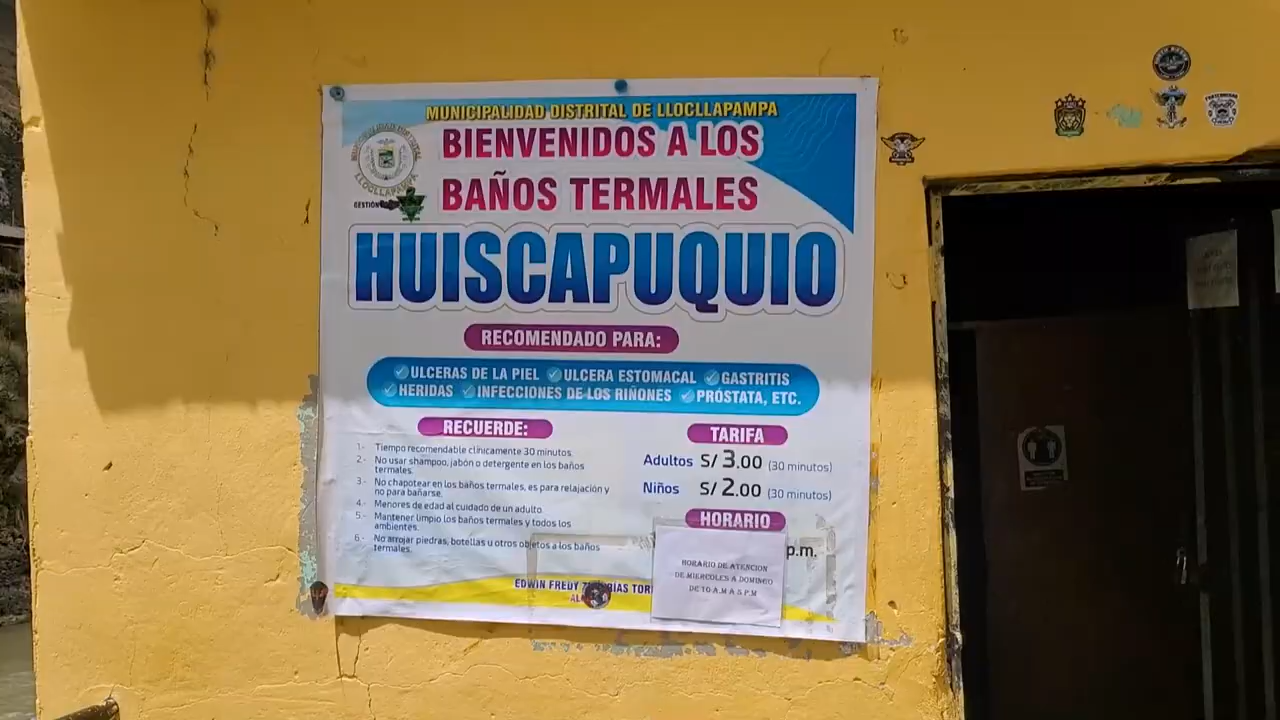 MUNICIPALIDAD DISTRITAL DE LLOCLLAPAMPA
BIENVENIDOS A LOS
BAÑOS TERMALES
LLOCLLAPAMPA
GESTIÓN
HUISCAPUQUIO
RECOMENDADO PARA:
ULCERAS DE LA PIEL ULCERA ESTOMACAL GASTRITIS
HERIDAS INFECCIONES DE LOS RIÑONES PRÓSTATA, ETC.
RECUERDE:
1.- Tiempo recomendable clínicamente 30 minutos.
2.- No usar shampoo, jabón o detergente en los baños
termales.
3.- No chapotear en los baños termales, es para relajación y
no para bañarse.
4.- Menores de edad al cuidado de un adulto.
5.- Mantener limpio los baños termales y todos los
ambientes.
6.- No arrojar piedras, botellas u otros objetos a los baños
termales.
TARIFA
Adultos S/ 3.00 (30 minutos)
Niños S/ 2.00 (30 minutos)
HORARIO
p.m.
HORARIO DE ATENCION
DE MIERCOLES A DOMINGO
DE 10 A.M A 5 P.M
EDWIN FREDY